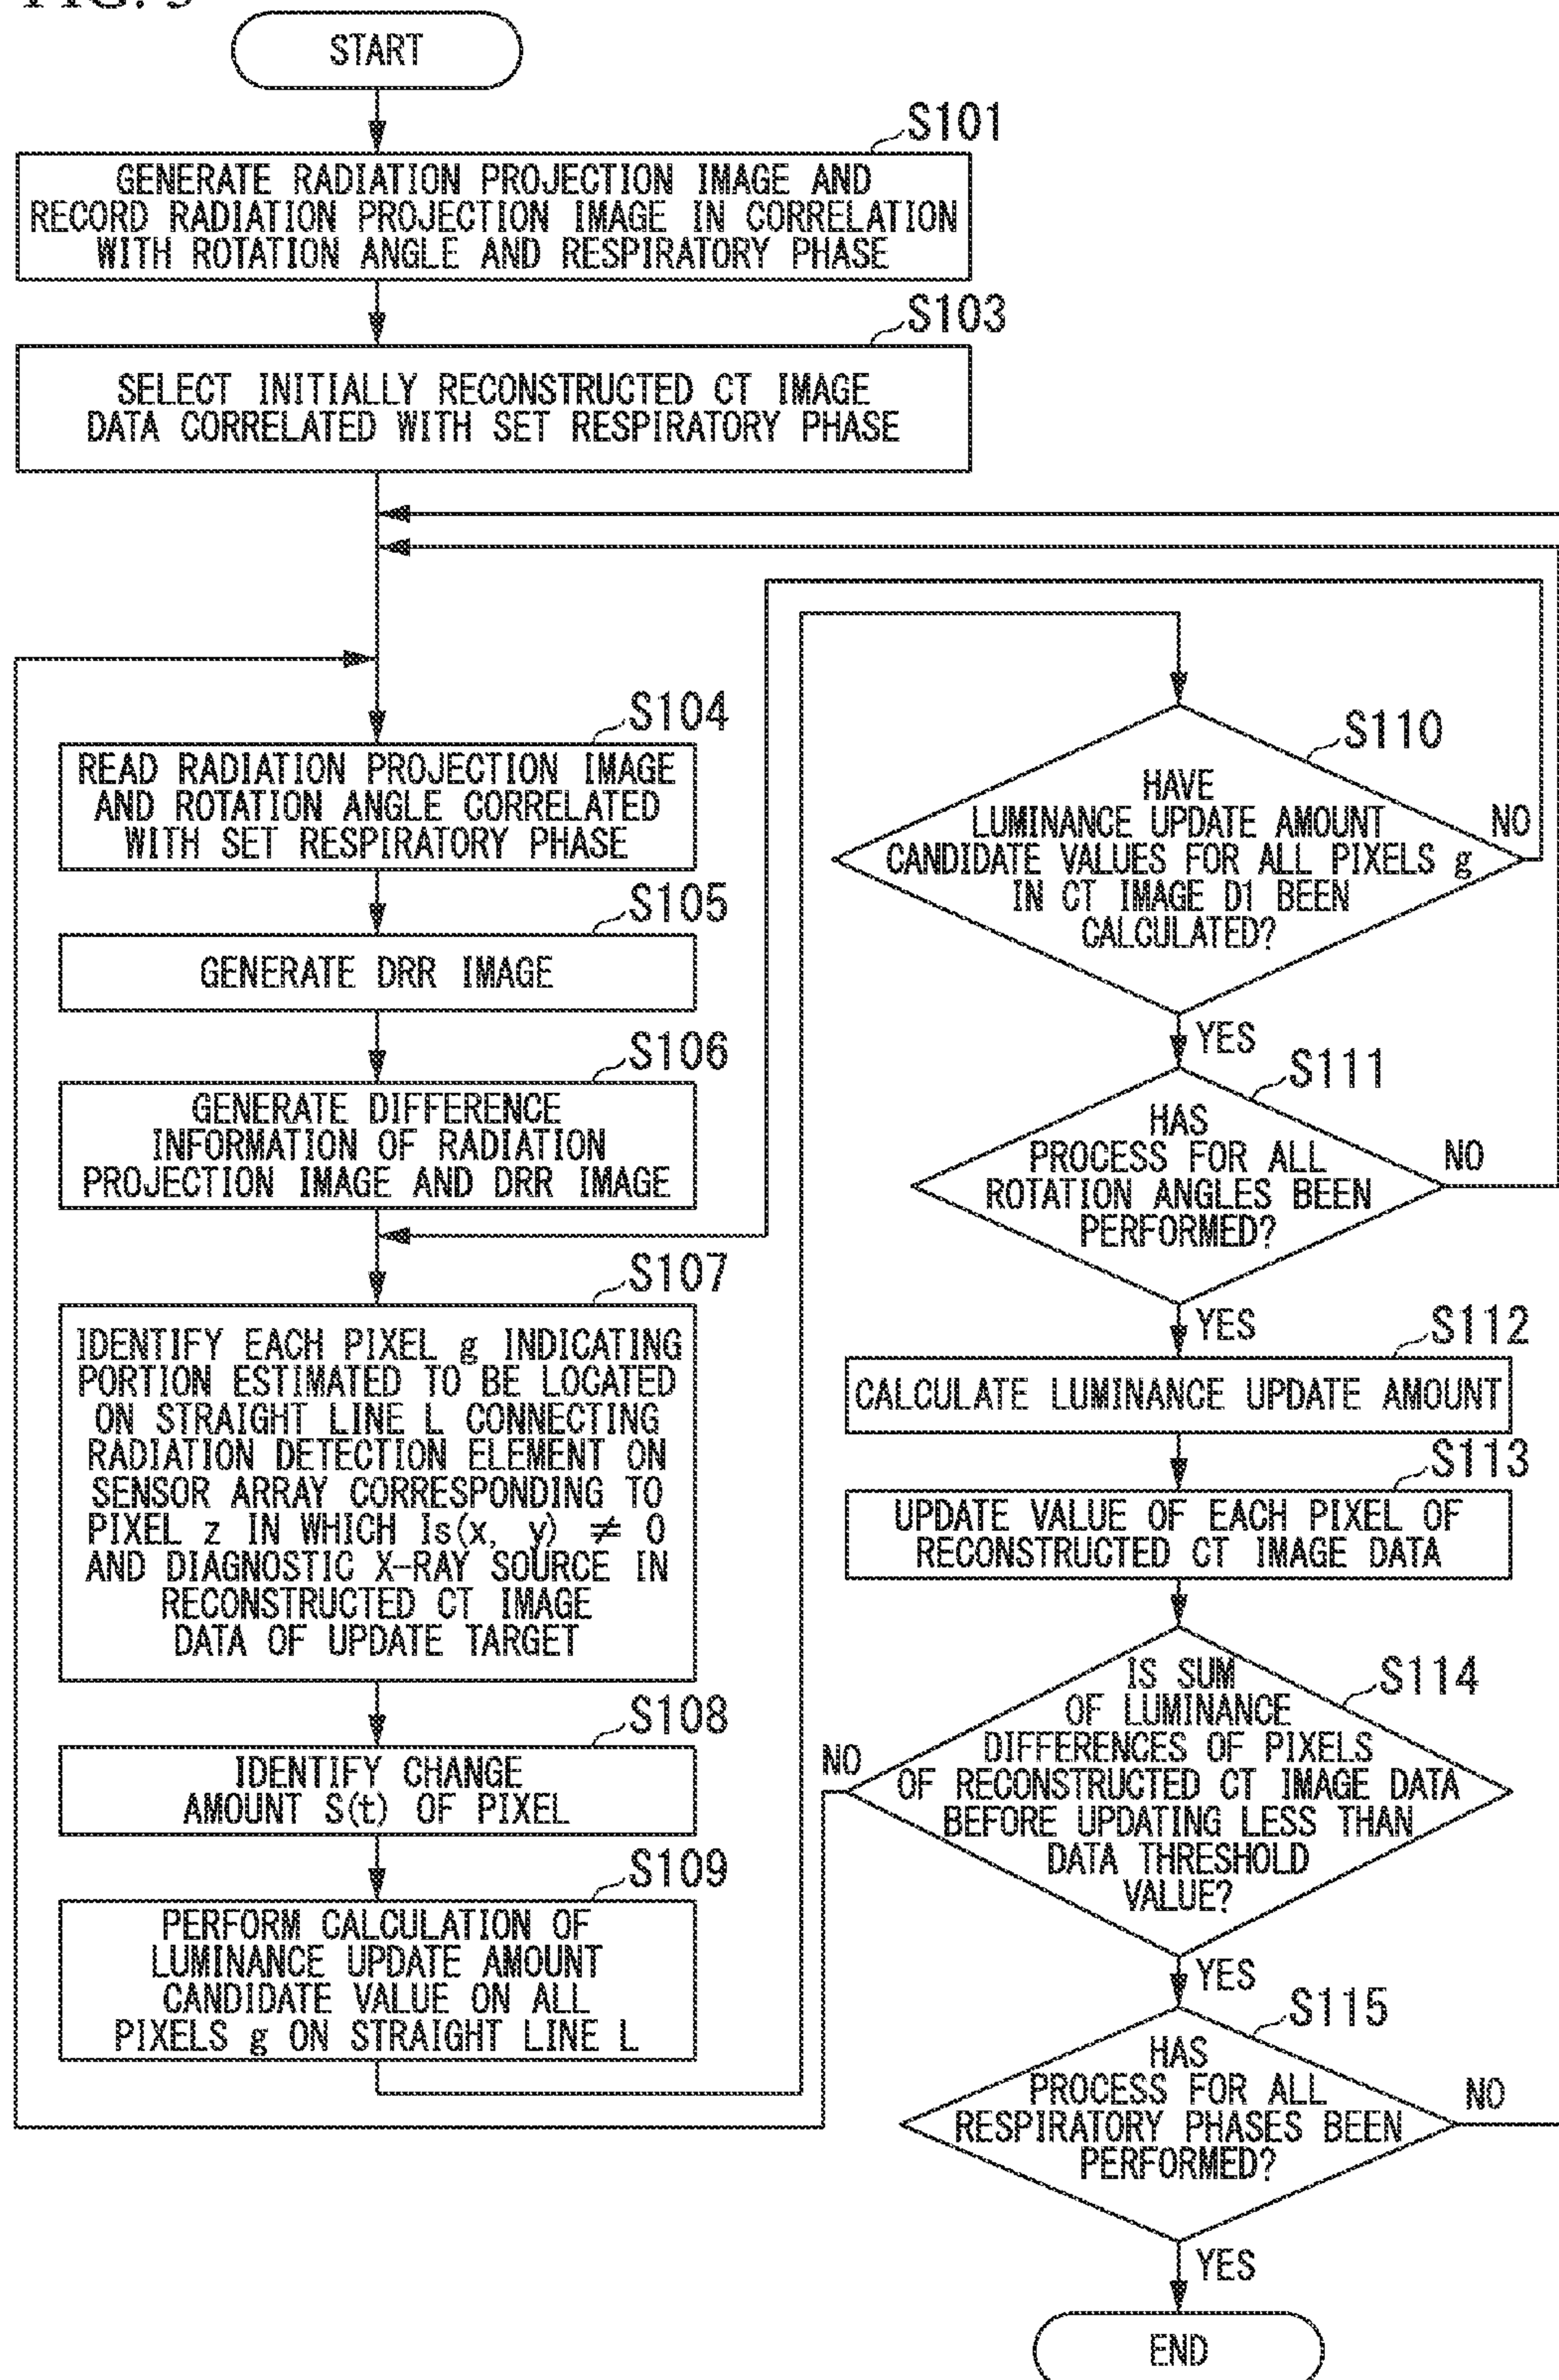 START
S101
GENERATE RADIATION PROJECTION IMAGE AND
RECORD RADIATION PROJECTION IMAGE IN CORRELATION
WITH ROTATION ANGLE AND RESPIRATORY PHASE
S103
SELECT INITIALLY RECONSTRUCTED CT IMAGE
DATA CORRELATED WITH SET RESPIRATORY PHASE
S104
READ RADIATION PROJECTION IMAGE
AND ROTATION ANGLE CORRELATED
WITH SET RESPIRATORY PHASE
S105
GENERATE DRR IMAGE
S106
GENERATE DIFFERENCE
INFORMATION OF RADIATION
PROJECTION IMAGE AND DRR IMAGE
S107
IDENTIFY EACH PIXEL g INDICATING
PORTION ESTIMATED TO BE LOCATED
ON STRAIGHT LINE L CONNECTING
RADIATION DETECTION ELEMENT ON
SENSOR ARRAY CORRESPONDING TO
PIXEL z IN WHICH Is(x, y) ≠ 0
AND DIAGNOSTIC X-RAY SOURCE IN
RECONSTRUCTED CT IMAGE
DATA OF UPDATE TARGET
S108
IDENTIFY CHANGE
AMOUNT S(t) OF PIXEL
S109
PERFORM CALCULATION OF
LUMINANCE UPDATE AMOUNT
CANDIDATE VALUE ON ALL
PIXELS g ON STRAIGHT LINE L
S110
HAVE
LUMINANCE UPDATE AMOUNT
CANDIDATE VALUES FOR ALL PIXELS g
IN CT IMAGE D1 BEEN
CALCULATED?
NO
YES
S111
HAS
PROCESS FOR ALL
ROTATION ANGLES BEEN
PERFORMED?
NO
YES
S112
CALCULATE LUMINANCE UPDATE AMOUNT
S113
UPDATE VALUE OF EACH PIXEL OF
RECONSTRUCTED CT IMAGE DATA
S114
IS SUM
OF LUMINANCE
DIFFERENCES OF PIXELS
OF RECONSTRUCTED CT IMAGE DATA
BEFORE UPDATING LESS THAN
DATA THRESHOLD
VALUE?
NO
YES
S115
HAS
PROCESS FOR ALL
RESPIRATORY PHASES BEEN
PERFORMED?
NO
YES
END